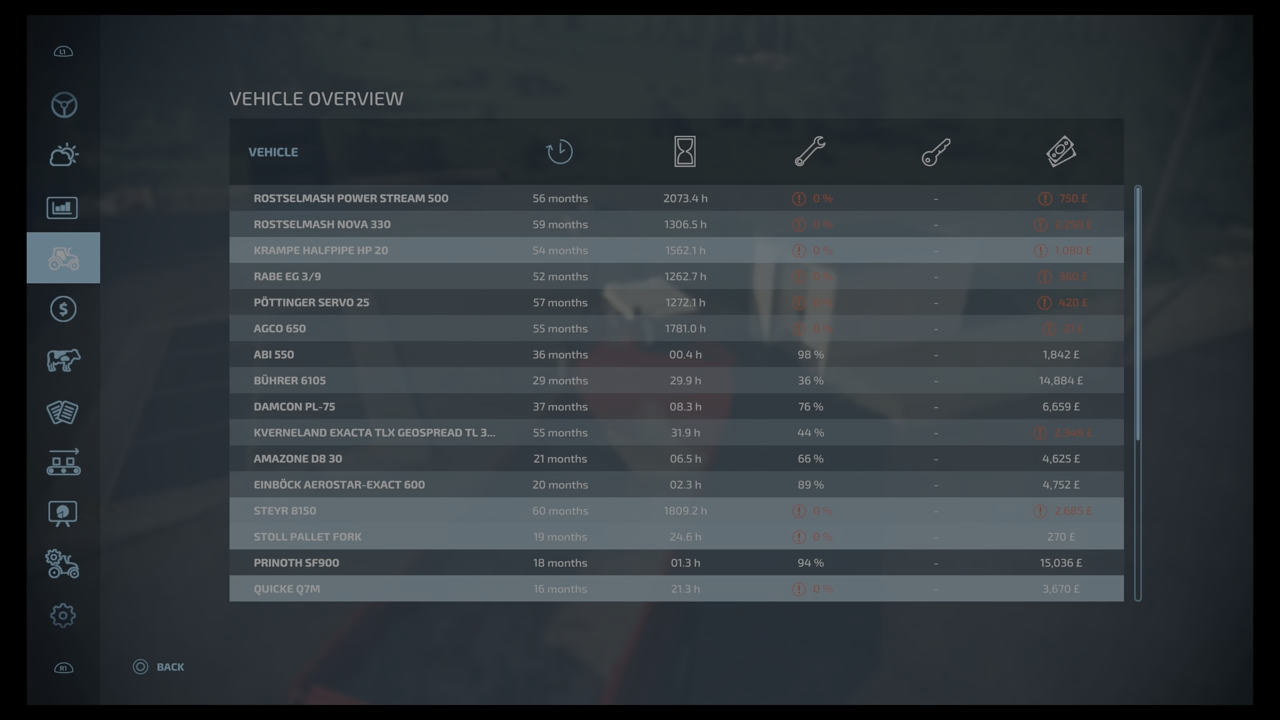 L1
VEHICLE OVERVIEW
VEHICLE
ROSTSELMASH POWER STREAM 500 56 months 2073.4 h 0 % - 750 £
ROSTSELMASH NOVA 330 59 months 1306.5 h 0 % -
KRAMPE HALFPIPE HP 20 54 months 1562.1 h 0 % - 1,080 £
RABE EG 3/9 52 months 1262.7 h -
PÖTTINGER SERVO 25 57 months 1272.1 h - 420 £
AGCO 650 55 months 1781.0 h 0 % -
ABI 550 36 months 00.4 h 98 % - 1,842 £
BÜHRER 6105 29 months 29.9 h 36 % - 14,884 £
DAMCON PL-75 37 months 08.3 h 76 % - 6,659 £
KVERNELAND EXACTA TLX GEOSPREAD TL 3... 55 months 31.9 h 44 % -
AMAZONE D8 30 21 months 06.5 h 66 % - 4,625 £
EINBÖCK AEROSTAR-EXACT 600 20 months 02.3 h 89 % - 4,752 £
STEYR 8150 60 months 1809.2 h 0 % - 2,685 £
STOLL PALLET FORK 19 months 24.6 h 0 % - 270 £
PRINOTH SF900 18 months 01.3 h 94 % - 15,036 £
QUICKE Q7M 16 months 21.3 h 0 % - 3,670 £
R1
BACK